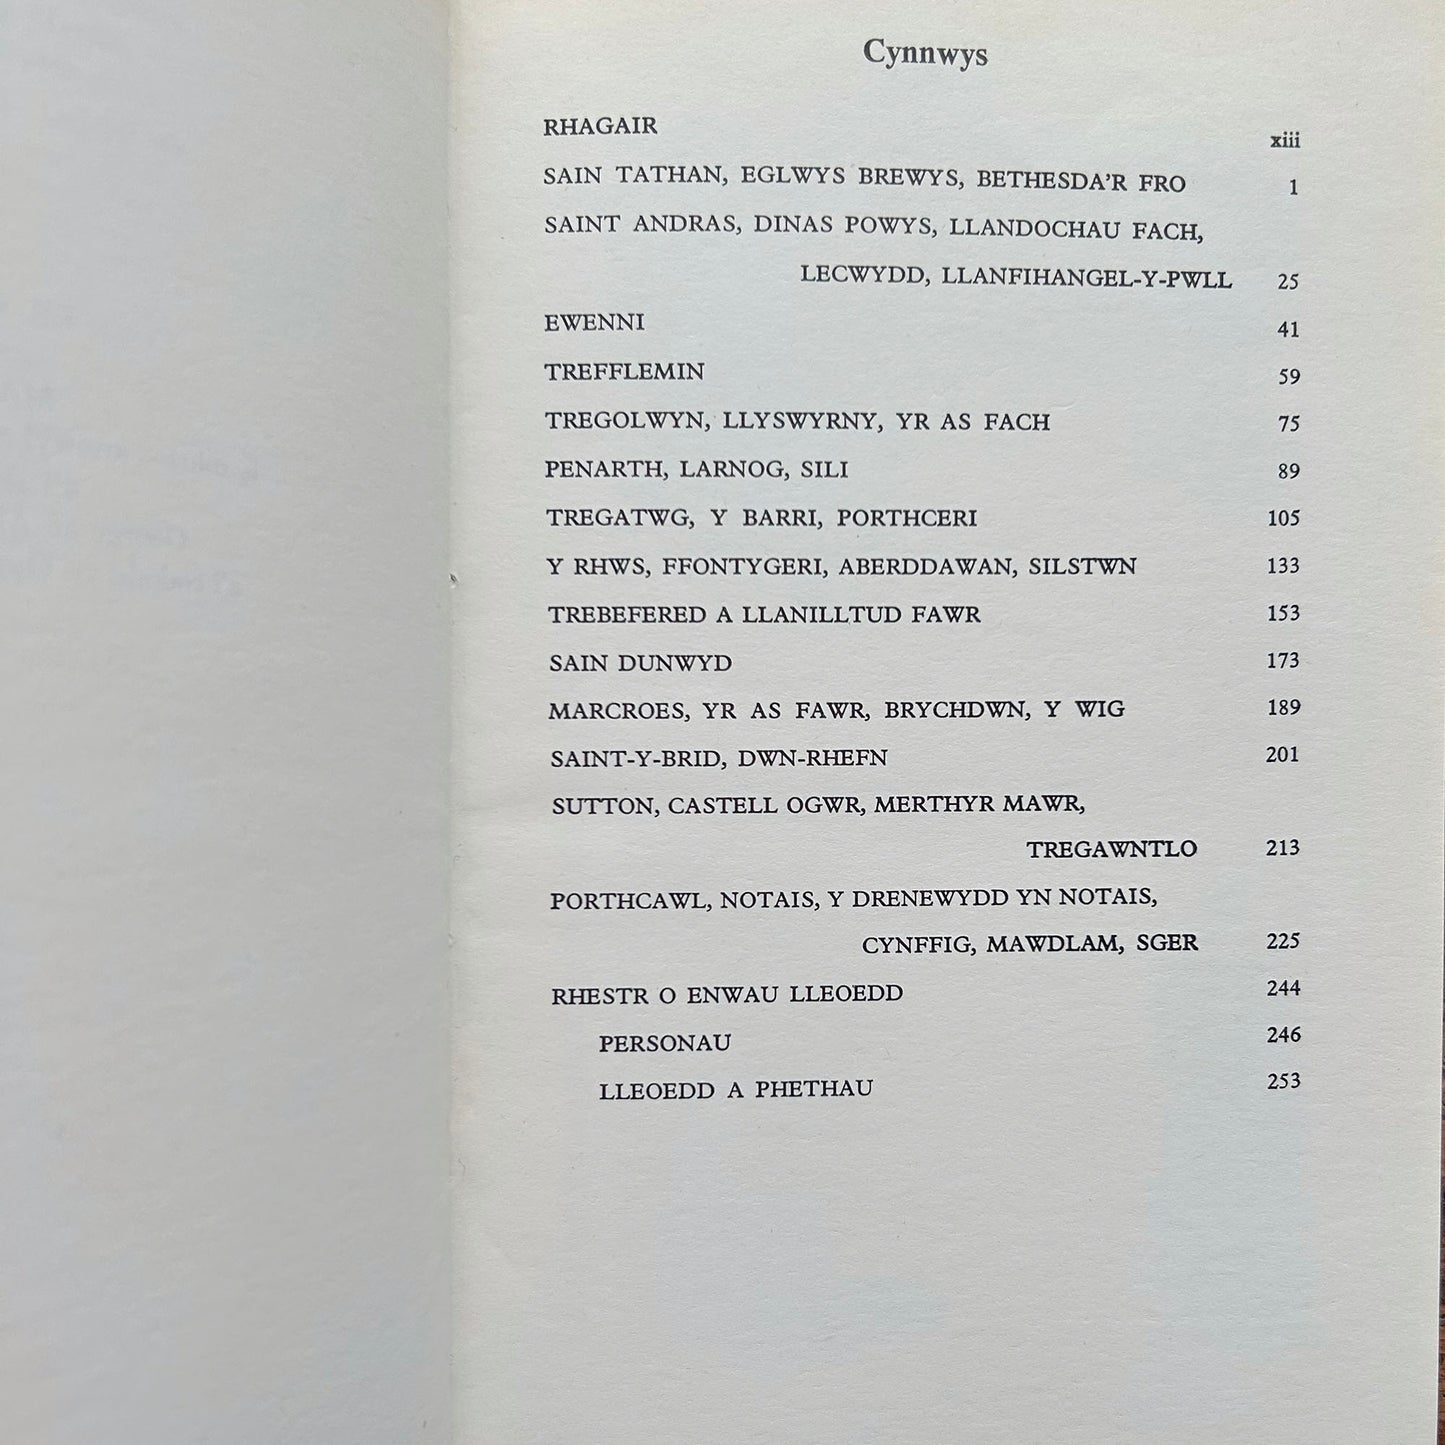 Cynnwys
RHAGAIR xiii
SAIN TATHAN, EGLWYS BREWYS, BETHESDA'R FRO 1
SAINT ANDRAS, DINAS POWYS, LLANDOCHAU FACH,
LECWYDD, LLANFIHANGEL-Y-PWLL 25
EWENNI 41
TREFFLEMIN 59
TREGOLWYN, LLYSWYRNY, YR AS FACH 75
PENARTH, LARNOG, SILI 89
TREGATWG, Y BARRI, PORTHCERI 105
Y RHWS, FFONTYGERI, ABERDDAWAN, SILSTWN 133
TREBEFERED A LLANILLTUD FAWR 153
SAIN DUNWYD 173
MARCROES, YR AS FAWR, BRYCHDWN, Y WIG 189
SAINT-Y-BRID, DWN-RHEFN 201
SUTTON, CASTELL OGWR, MERTHYR MAWR,
TREGAWNTLO 213
PORTHCAWL, NOTAIS, Y DRENEWYDD YN NOTAIS,
CYNFFIG, MAWDLAM, SGER 225
RHESTR O ENWAU LLEOEDD 244
PERSONAU 246
LLEOEDD A PHETHAU 253